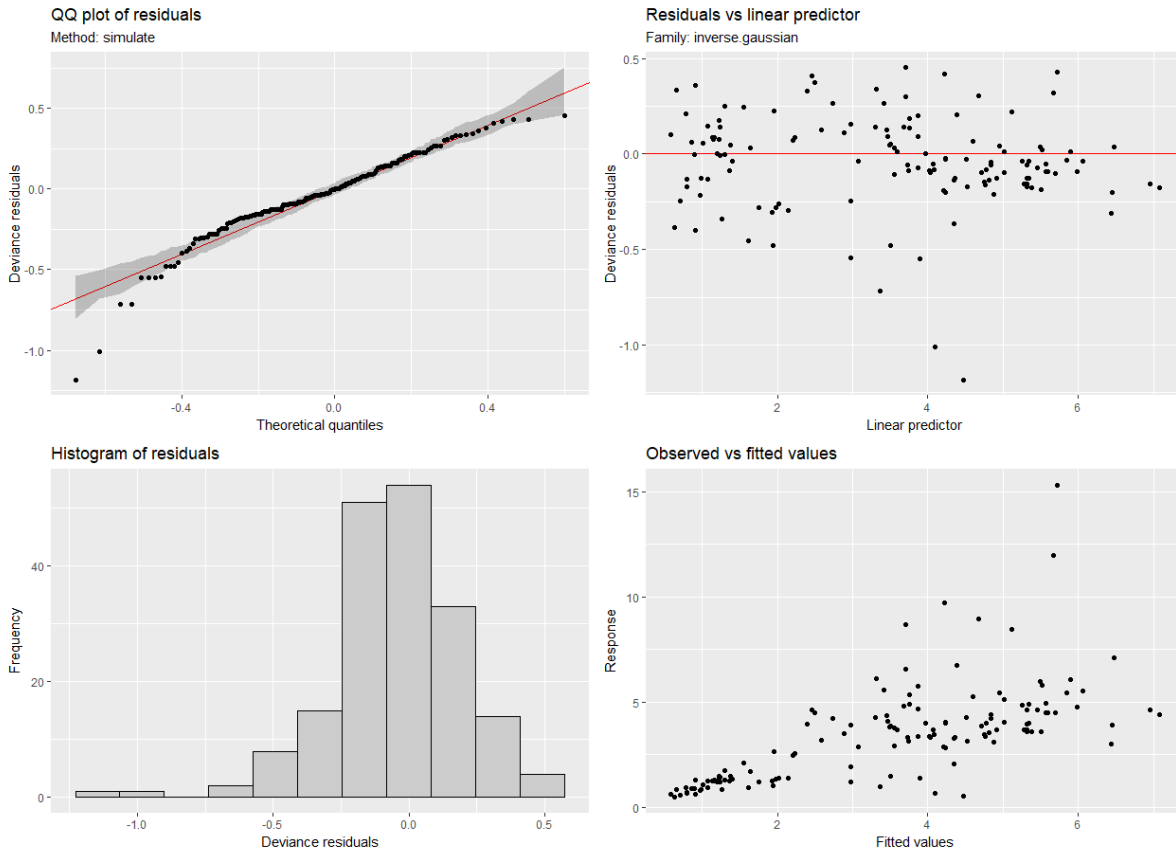 QQ plot of residuals
Method: simulate
Deviance residuals
0.5
0.0
-0.5
-1.0
-0.4
0.0
0.4
Theoretical quantiles
Residuals vs linear predictor
Family: inverse.gaussian
Deviance residuals
0.5
0.0
-0.5
-1.0
2
4
6
Linear predictor
Histogram of residuals
Frequency
40
20
0
-1.0
-0.5
0.0
0.5
Deviance residuals
Observed vs fitted values
Response
15
10
5
0
2
4
6
Fitted values